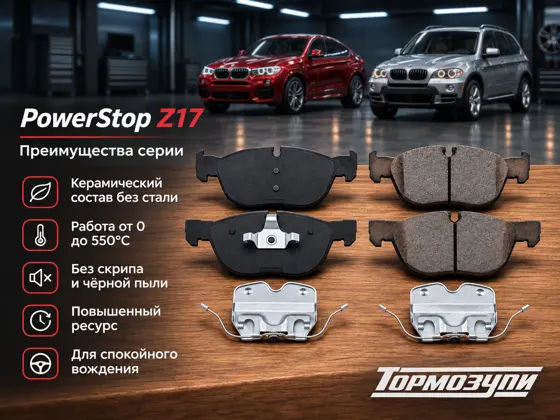 PowerStop Z17
Преимущества серии
Керамический
состав без стали
Работа от 0
до 550°C
Без скрипа
и чёрной пыли
Повышенный
ресурс
Для спокойного
вождения
Тормозупи